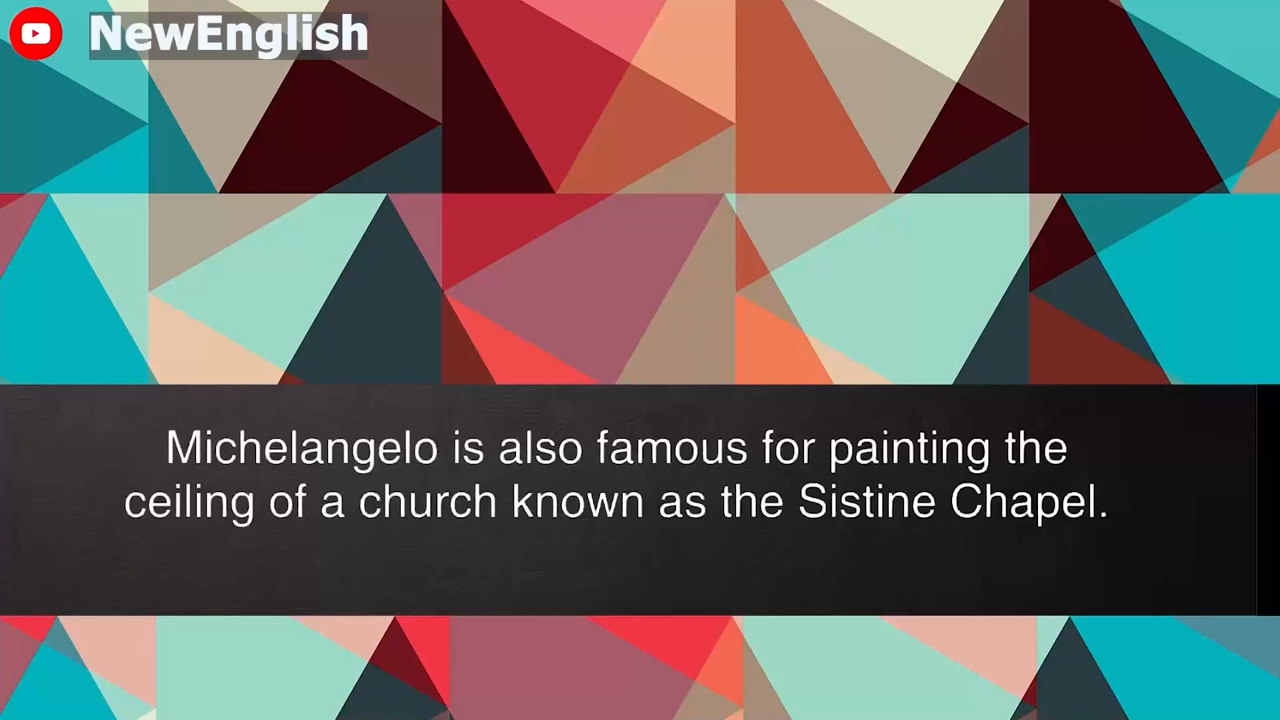 NewEnglish
Michelangelo is also famous for painting the
ceiling of a church known as the Sistine Chapel.